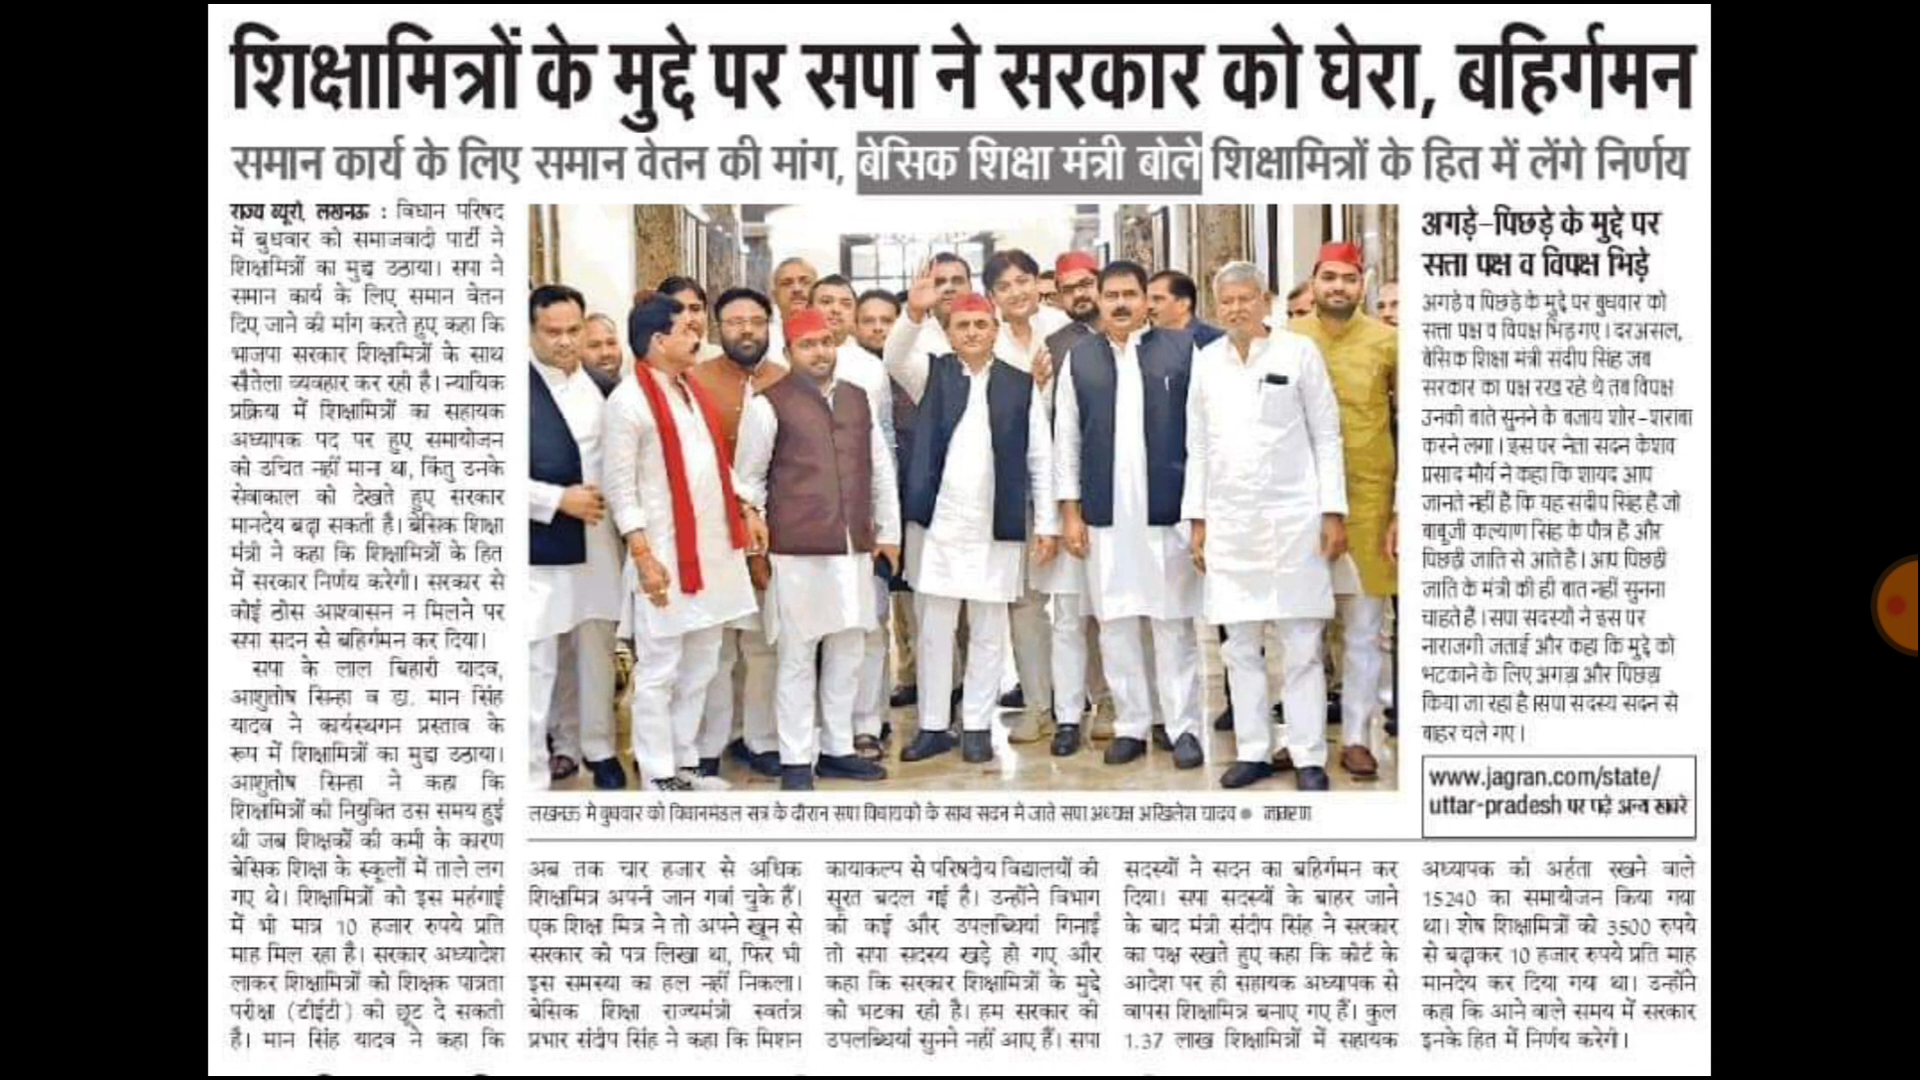 शिक्षामित्रों के मुद्दे पर सपा ने सरकार को घेरा, बहिर्गमन
समान कार्य के लिए समान वेतन की मांग, बेसिक शिक्षा मंत्री बोले शिक्षामित्रों के हित में लेंगे निर्णय
राज्य ब्यूरो, लखनऊ : विधान परिषद
में बुधवार को समाजवादी पार्टी ने
शिक्षामित्रों का मुद्दा उठाया। सपा ने
समान कार्य के लिए समान वेतन
दिए जाने की मांग करते हुए कहा कि
भाजपा सरकार शिक्षामित्रों के साथ
सौतेला व्यवहार कर रही है। न्यायिक
प्रक्रिया में शिक्षामित्रों का सहायक
अध्यापक पद पर हुए समायोजन
को उचित नहीं माना था, किंतु उनके
सेवाकाल को देखते हुए सरकार
मानदेय बढ़ा सकती है। बेसिक शिक्षा
मंत्री ने कहा कि शिक्षामित्रों के हित
में सरकार निर्णय करेगी। सरकार से
कोई ठोस आश्वासन न मिलने पर
सपा सदन से बहिर्गमन कर दिया।
सपा के लाल बिहारी यादव,
आशुतोष सिन्हा व डा. मान सिंह
यादव ने कार्यस्थगन प्रस्ताव के
रूप में शिक्षामित्रों का मुद्दा उठाया।
आशुतोष सिन्हा ने कहा कि
शिक्षामित्रों की नियुक्ति उस समय हुई
थी जब शिक्षकों की कमी के कारण
बेसिक शिक्षा के स्कूलों में ताले लग
गए थे। शिक्षामित्रों को इस महंगाई
में भी मात्र 10 हजार रुपये प्रति
माह मिल रहा है। सरकार अध्यादेश
लाकर शिक्षामित्रों को शिक्षक पात्रता
परीक्षा (टीईटी) की छूट दे सकती
है। मान सिंह यादव ने कहा कि
लखनऊ में बुधवार को विधानमंडल सत्र के दौरान सपा विधायकों के साथ सदन में जाते सपा अध्यक्ष अखिलेश यादव ● जागरण
अब तक चार हजार से अधिक
शिक्षामित्र अपनी जान गवां चुके हैं।
एक शिक्षा मित्र ने तो अपने खून से
सरकार को पत्र लिखा था, फिर भी
इस समस्या का हल नहीं निकला।
बेसिक शिक्षा राज्यमंत्री स्वतंत्र
प्रभार संदीप सिंह ने कहा कि मिशन
कायाकल्प से परिषदीय विद्यालयों की
सूरत बदल गई है। उन्होंने विभाग
की कई और उपलब्धियां गिनाईं
तो सपा सदस्य खड़े हो गए और
कहा कि सरकार शिक्षामित्रों के मुद्दे
को भटका रही है। हम सरकार की
उपलब्धियां सुनने नहीं आए हैं। सपा
सदस्यों ने सदन का बहिर्गमन कर
दिया। सपा सदस्यों के बाहर जाने
के बाद मंत्री संदीप सिंह ने सरकार
का पक्ष रखते हुए कहा कि कोर्ट के
आदेश पर ही सहायक अध्यापक से
वापस शिक्षामित्र बनाए गए हैं। कुल
1.37 लाख शिक्षामित्रों में सहायक
अध्यापक की अर्हता रखने वाले
15240 का समायोजन किया गया
था। शेष शिक्षामित्रों को 3500 रुपये
से बढ़ाकर 10 हजार रुपये प्रति माह
मानदेय कर दिया गया था। उन्होंने
कहा कि आने वाले समय में सरकार
इनके हित में निर्णय करेगी।
अगड़े-पिछड़े के मुद्दे पर
सत्ता पक्ष व विपक्ष भिड़े
अगड़े व पिछड़े के मुद्दे पर बुधवार को
सत्ता पक्ष व विपक्ष भिड़ गए। दरअसल,
बेसिक शिक्षा मंत्री संदीप सिंह जब
सरकार का पक्ष रख रहे थे तब विपक्ष
उनकी बातें सुनने के बजाय शोर-शराबा
करने लगा। इस पर नेता सदन केशव
प्रसाद मौर्य ने कहा कि शायद आप
जानते नहीं है कि यह संदीप सिंह हैं जो
बाबूजी कल्याण सिंह के पौत्र हैं और
पिछड़ी जाति से आते हैं। आप पिछड़ी
जाति के मंत्री की ही बात नहीं सुनना
चाहते हैं। सपा सदस्यों ने इस पर
नाराजगी जताई और कहा कि मुद्दे को
भटकाने के लिए अगड़ा और पिछड़ा
किया जा रहा है। सपा सदस्य सदन से
बाहर चले गए।
www.jagran.com/state/
uttar-pradesh पर पढ़ें अन्य खबरें